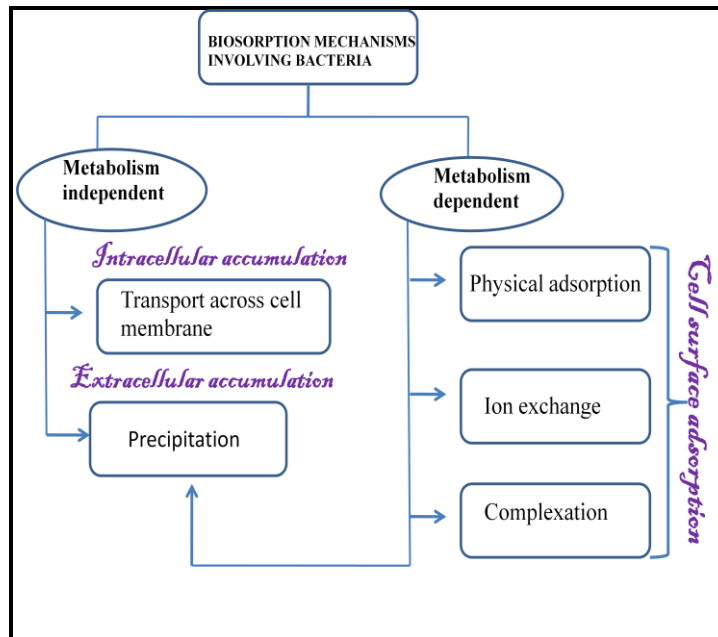 BIOSORPTION MECHANISMS
INVOLVING BACTERIA
Metabolism
independent
Metabolism
dependent
Intracellular accumulation
Transport across cell
membrane
Extracellular accumulation
Precipitation
Physical adsorption
Ion exchange
Complexation
Cell surface adsorption